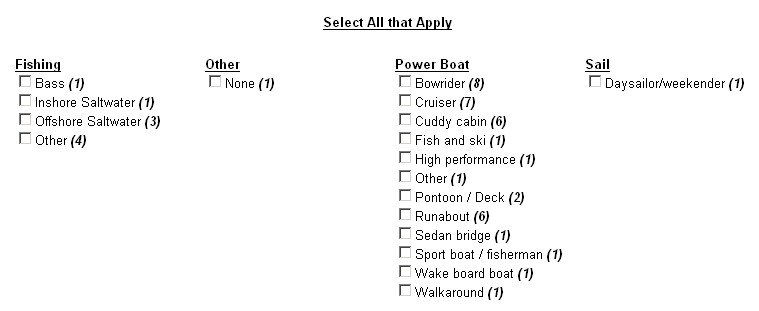 Select All that Apply
Fishing
Bass (1)
Inshore Saltwater (1)
Offshore Saltwater (3)
Other (4)
Other
None (1)
Power Boat
Bowrider (8)
Cruiser (7)
Cuddy cabin (6)
Fish and ski (1)
High performance (1)
Other (1)
Pontoon / Deck (2)
Runabout (6)
Sedan bridge (1)
Sport boat / fisherman (1)
Wake board boat (1)
Walkaround (1)
Sail
Daysailor/weekender (1)